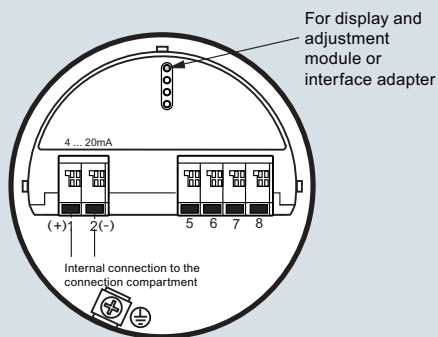 For display and
adjustment
module or
interface adapter
4 ... 20mA
(+)1 2(-) 5 6 7 8
Internal connection to the
connection compartment